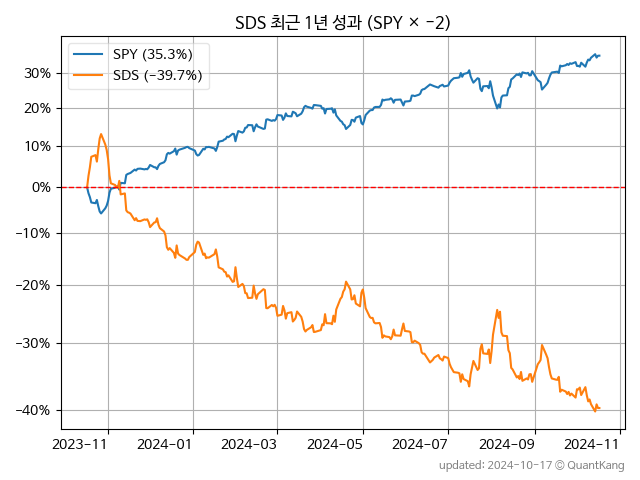 SDS 최근 1년 성과 (SPY × −2)
SPY (35.3%)
SDS (−39.7%)
30%
20%
10%
0%
−10%
−20%
−30%
−40%
2023−11 2024−01 2024−03 2024−05 2024−07 2024−09 2024−11
updated: 2024-10-17 © QuantKang